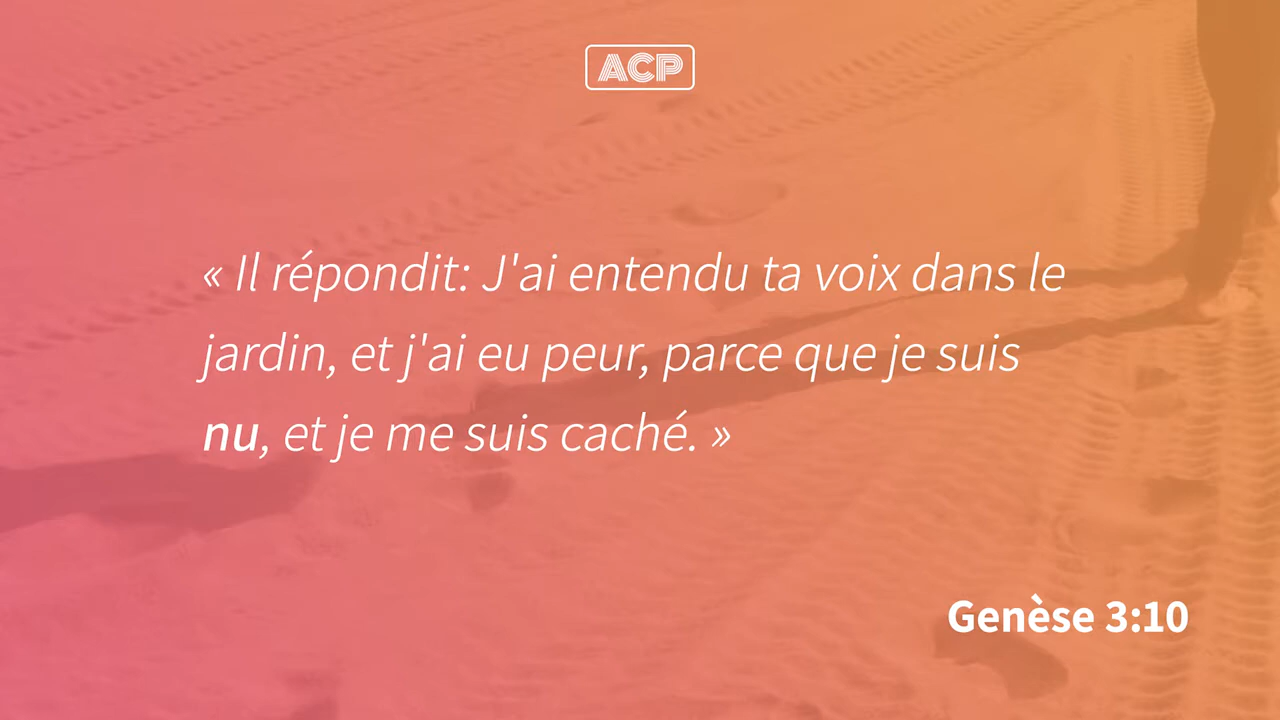 ACP
« Il répondit: J'ai entendu ta voix dans le
jardin, et j'ai eu peur, parce que je suis
nu, et je me suis caché. »
Genèse 3:10